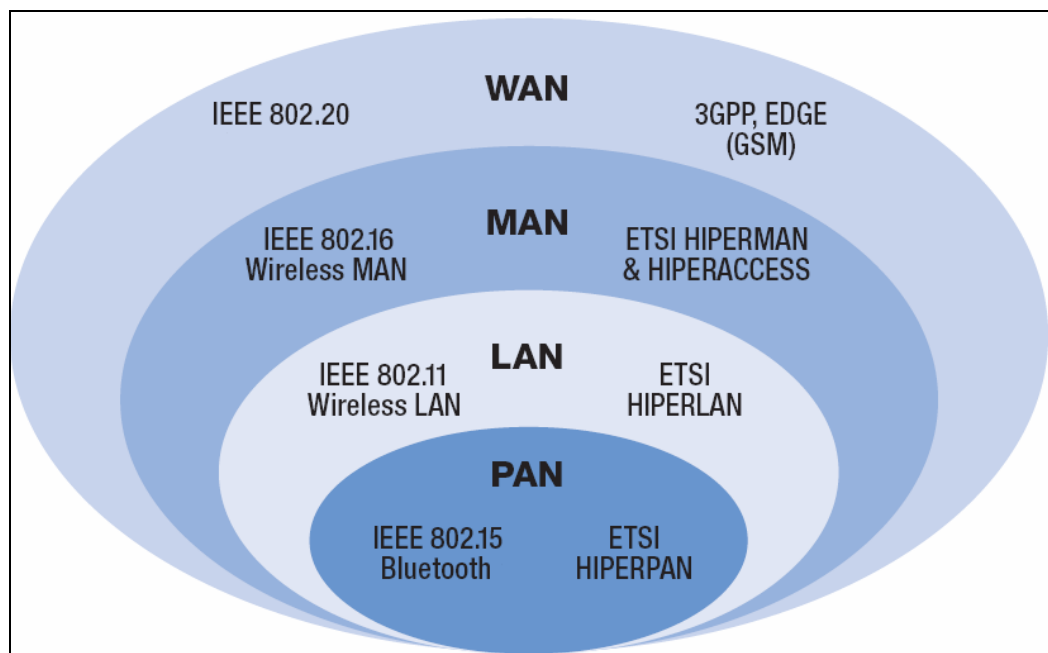 WAN
IEEE 802.20
3GPP, EDGE
(GSM)
MAN
IEEE 802.16
Wireless MAN
ETSI HIPERMAN
& HIPERACCESS
LAN
IEEE 802.11
Wireless LAN
ETSI
HIPERLAN
PAN
IEEE 802.15
Bluetooth
ETSI
HIPERPAN